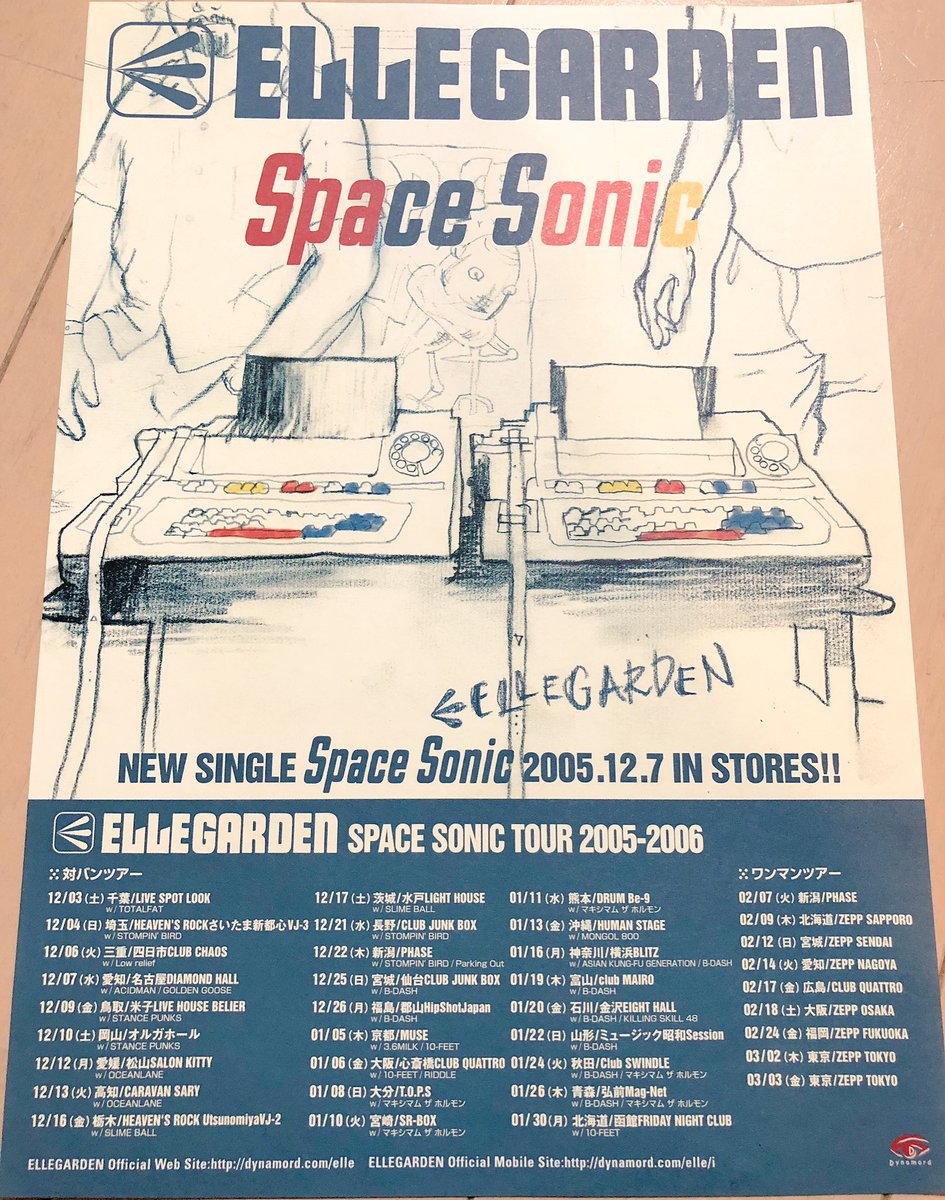 ELLEGARDEN
Space Sonic
ELLEGARDEN
NEW SINGLE Space Sonic 2005.12.7 IN STORES!!
ELLEGARDEN SPACE SONIC TOUR 2005-2006
対バンツアー
12/03(土) 千葉/LIVE SPOT LOOK
w/TOTALFAT
12/04(日) 埼玉/HEAVEN'S ROCKさいたま新都心VJ-3
w/STOMPIN' BIRD
12/06(火) 三重/四日市CLUB CHAOS
w/Low relief
12/07(水) 愛知/名古屋DIAMOND HALL
w/ACIDMAN/GOLDEN GOOSE
12/09(金) 鳥取/米子LIVE HOUSE BELIER
w/STANCE PUNKS
12/10(土) 岡山/オルガホール
w/STANCE PUNKS
12/12(月) 愛媛/松山SALON KITTY
w/OCEANLANE
12/13(火) 高知/CARAVAN SARY
w/OCEANLANE
12/16(金) 栃木/HEAVEN'S ROCK UtsunomiyaVJ-2
w/SLIME BALL
12/17(土) 茨城/水戸LIGHT HOUSE
w/SLIME BALL
12/21(水) 長野/CLUB JUNK BOX
w/STOMPIN' BIRD
12/22(木) 新潟/PHASE
w/STOMPIN' BIRD/Parking Out
12/25(日) 宮城/仙台CLUB JUNK BOX
w/B-DASH
12/26(月) 福島/郡山HipShotJapan
w/B-DASH
01/05(木) 京都/MUSE
w/3.6MILK/10-FEET
01/06(金) 大阪/心斎橋CLUB QUATTRO
w/10-FEET/RIDDLE
01/08(日) 大分/T.O.P.S
w/マキシマム ザ ホルモン
01/10(火) 宮崎/SR-BOX
w/マキシマム ザ ホルモン
01/11(水) 熊本/DRUM Be-9
w/マキシマム ザ ホルモン
01/13(金) 沖縄/HUMAN STAGE
w/MONGOL 800
01/16(月) 神奈川/横浜BLITZ
w/ASIAN KUNG-FU GENERATION/B-DASH
01/19(木) 富山/club MAIRO
w/B-DASH
01/20(金) 石川/金沢EIGHT HALL
w/B-DASH/KILLING SKILL 48
01/22(日) 山形/ミュージック昭和Session
w/B-DASH
01/24(火) 秋田/Club SWINDLE
w/B-DASH/マキシマム ザ ホルモン
01/26(木) 青森/弘前Mag-Net
w/B-DASH/マキシマム ザ ホルモン
01/30(月) 北海道/函館FRIDAY NIGHT CLUB
w/10-FEET
ワンマンツアー
02/07(火) 新潟/PHASE
02/09(木) 北海道/ZEPP SAPPORO
02/12(日) 宮城/ZEPP SENDAI
02/14(火) 愛知/ZEPP NAGOYA
02/17(金) 広島/CLUB QUATTRO
02/18(土) 大阪/ZEPP OSAKA
02/24(金) 福岡/ZEPP FUKUOKA
03/02(木) 東京/ZEPP TOKYO
03/03(金) 東京/ZEPP TOKYO
ELLEGARDEN Official Web Site:http://dynamord.com/elle ELLEGARDEN Official Mobile Site:http://dynamord.com/elle/i
Dynamord